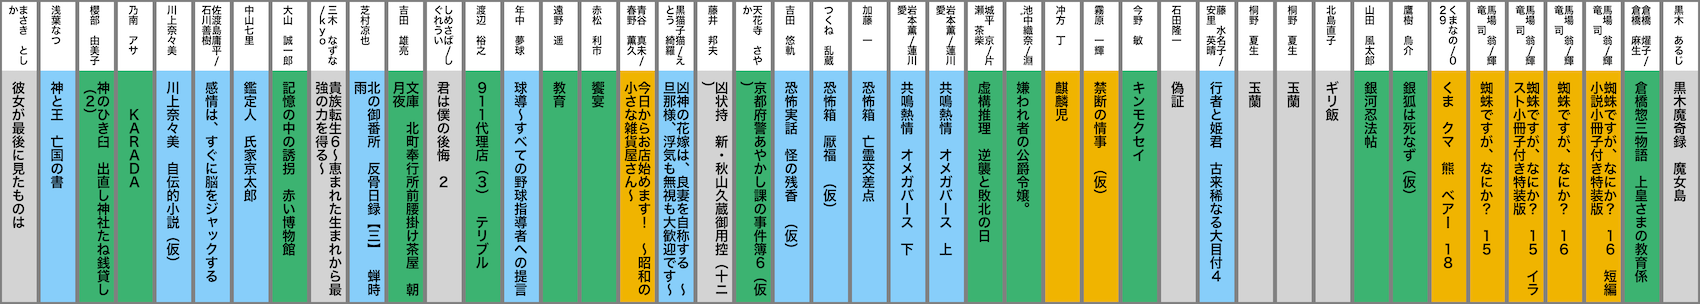 黒木 あるじ
黒木魔奇録 魔女島
倉橋 燿子/
倉橋 麻生
倉橋惣三物語 上皇さまの教育係
馬場 翁/輝
竜 司
蜘蛛ですが、なにか? 16 短編
小説小冊子付き特装版
馬場 翁/輝
竜 司
蜘蛛ですが、なにか? 16
馬場 翁/輝
竜 司
蜘蛛ですが、なにか? 15 イラ
スト小冊子付き特装版
馬場 翁/輝
竜 司
蜘蛛ですが、なにか? 15
くまなの/0
29
くま クマ 熊 ベアー 18
鷹樹 烏介
銀狐は死なず(仮)
山田 風太郎
銀河忍法帖
北島直子
ギリ飯
桐野 夏生
玉蘭
桐野 夏生
玉蘭
藤 水名子/
安里 英晴
行者と姫君 古来稀なる大目付4
石田隆一
偽証
今野 敏
キンモクセイ
霧原 一輝
禁断の情事 (仮)
冲方 丁
麒麟児
池中織奈/淵゛
嫌われ者の公爵令嬢。
城平 京/片
瀬 茶柴
虚構推理 逆襲と敗北の日
岩本薫/蓮川
愛
共鳴熱情 オメガバース 上
岩本薫/蓮川
愛
共鳴熱情 オメガバース 下
加藤 一
恐怖箱 亡霊交差点
つくね 乱蔵
恐怖箱 厭福 (仮)
吉田 悠軌
恐怖実話 怪の残香 (仮)
天花寺 さや
か
京都府警あやかし課の事件簿6(仮
)
藤井 邦夫
凶状持 新・秋山久蔵御用控(十二
)
黒猫子猫/え
とう 綺羅
凶神の花嫁は、良妻を自称する ~
旦那様、浮気も無視も大歓迎です~
青谷 真未/
春野 薫久
今日からお店始めます! ~昭和の
小さな雑貨屋さん~
赤松 利市
饗宴
遠野 遥
教育
年中 夢球
球導~すべての野球指導者への提言
渡辺 裕之
911代理店(3) テリブル
しめさば/し
ぐれうい
君は僕の後悔 2
吉田 雄亮
文庫 北町奉行所前腰掛け茶屋 朝
月夜
芝村凉也
北の御番所 反骨日録【三】 蝉時
雨
三木 なずな
/kyo
貴族転生6~恵まれた生まれから最
強の力を得る~
大山 誠一郎
記憶の中の誘拐 赤い博物館
中山七里
鑑定人 氏家京太郎
佐渡島庸平/
石川善樹
感情は、すぐに脳をジャックする
川上奈々美
川上奈々美 自伝的小説(仮)
乃南 アサ
KARADA
櫻部 由美子
神のひき臼 出直し神社たね銭貸し
(2)
浅葉なつ
神と王 亡国の書
まさき とし
か
彼女が最後に見たものは